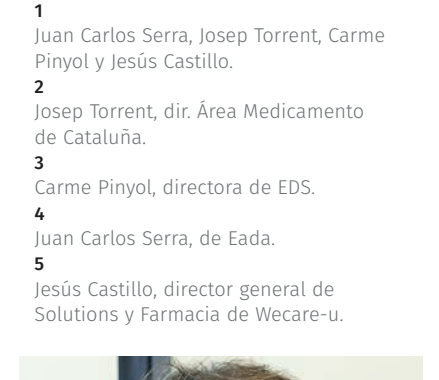 1
Juan Carlos Serra, Josep Torrent, Carme
Pinyol y Jesús Castillo.
2
Josep Torrent, dir. Área Medicamento
de Cataluña.
3
Carme Pinyol, directora de EDS.
4
Juan Carlos Serra, de Eada.
5
Jesús Castillo, director general de
Solutions y Farmacia de Wecare-u.